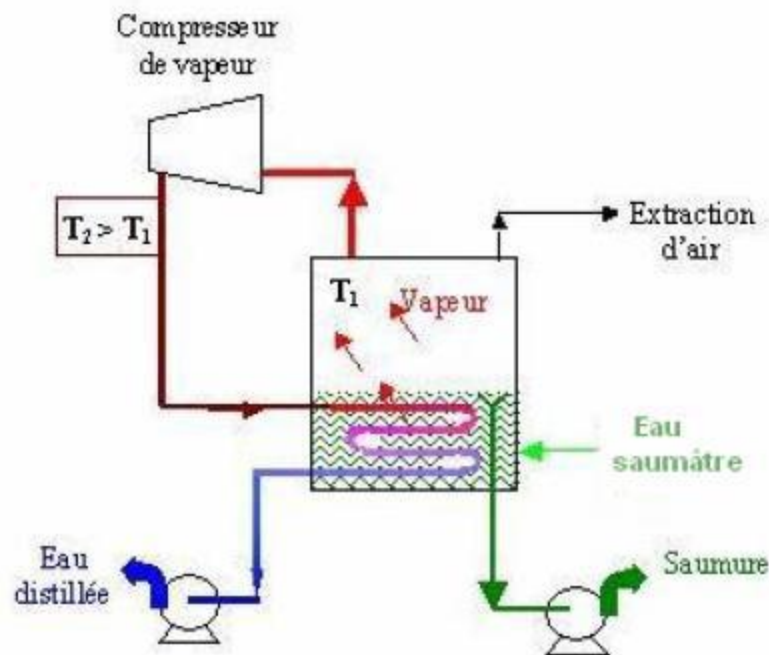 Compresseur
de vapeur
T₂ > T₁
Extraction
d'air
T₁
Vapeur
Eau
saumâtre
Eau
distillée
Saumure